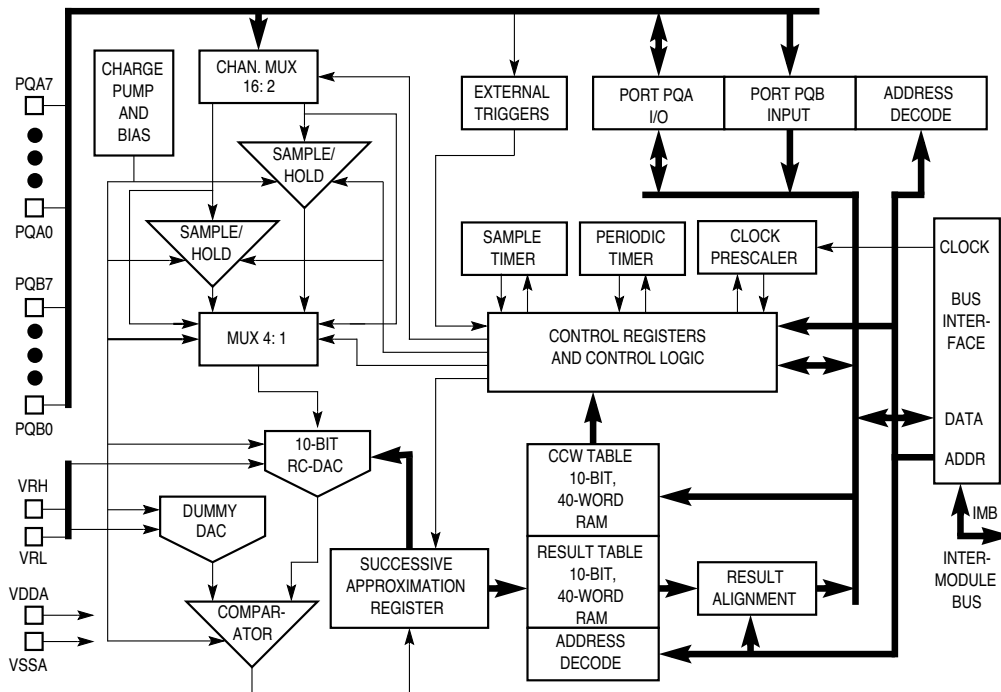 PQA7
PQA0
PQB7
PQB0
VRH
VRL
VDDA
VSSA
CHARGE
PUMP
AND
BIAS
CHAN. MUX
16: 2
SAMPLE/
HOLD
SAMPLE/
HOLD
MUX 4: 1
10-BIT
RC-DAC
DUMMY
DAC
COMPAR-
ATOR
EXTERNAL
TRIGGERS
PORT PQA
I/O
PORT PQB
INPUT
ADDRESS
DECODE
SAMPLE
TIMER
PERIODIC
TIMER
CLOCK
PRESCALER
CONTROL REGISTERS
AND CONTROL LOGIC
SUCCESSIVE
APPROXIMATION
REGISTER
CCW TABLE
10-BIT,
40-WORD
RAM
RESULT TABLE
10-BIT,
40-WORD
RAM
ADDRESS
DECODE
RESULT
ALIGNMENT
CLOCK
BUS
INTER-
FACE
DATA
ADDR
IMB
INTER-
MODULE
BUS